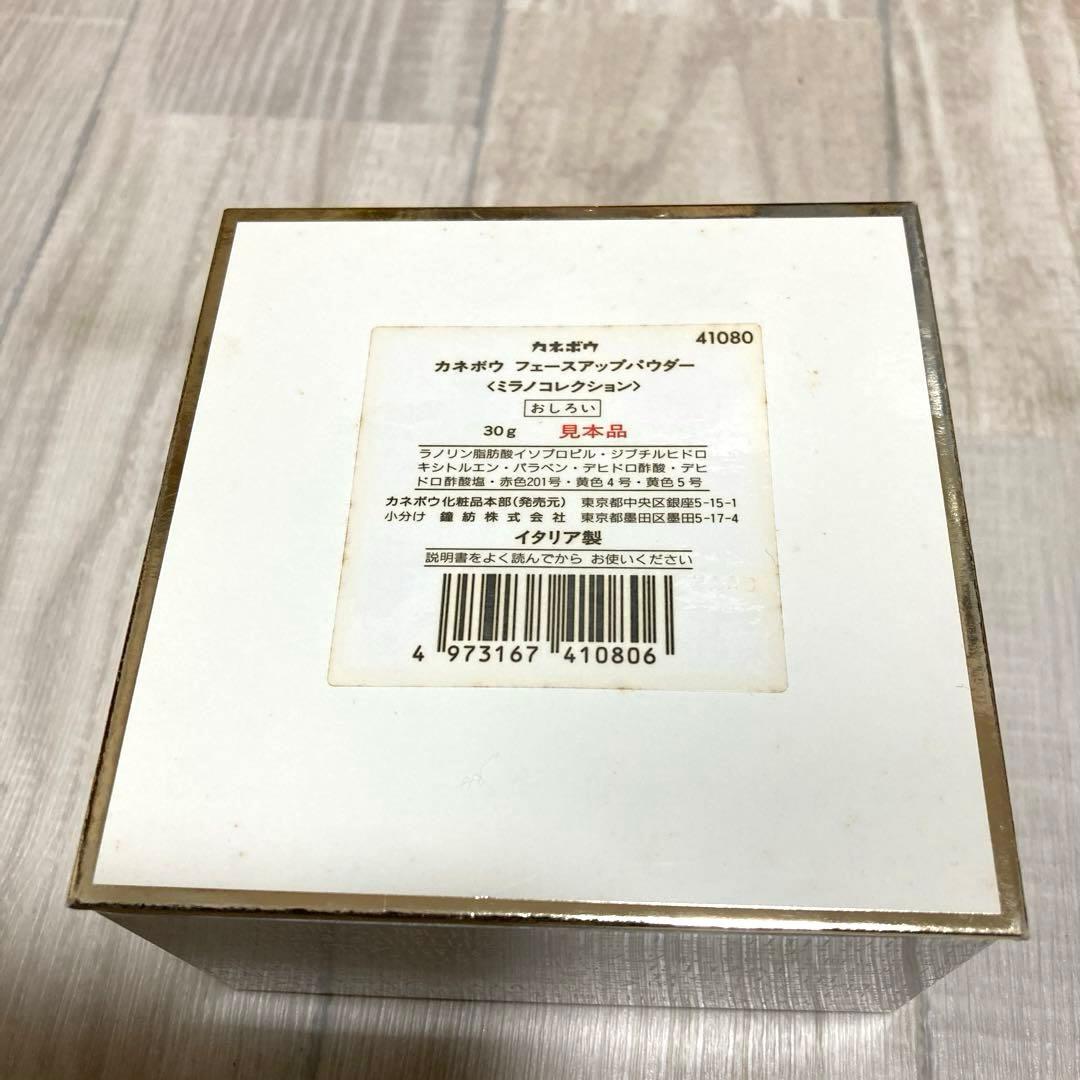 41080
カネボウ
カネボウ フェースアップパウダー
<ミラノコレクション>
おしろい
30g 見本品
ラノリン脂肪酸イソプロピル・ジブチルヒドロ
キシトルエン・パラベン・デヒドロ酢酸・デヒ
ドロ酢酸塩・赤色201号・黄色4号・黄色5号
カネボウ化粧品本部(発売元) 東京都中央区銀座5-15-1
小分け 鐘紡株式会社 東京都墨田区墨田5-17-4
イタリア製
説明書をよく読んでから お使いください
4 973167 410806